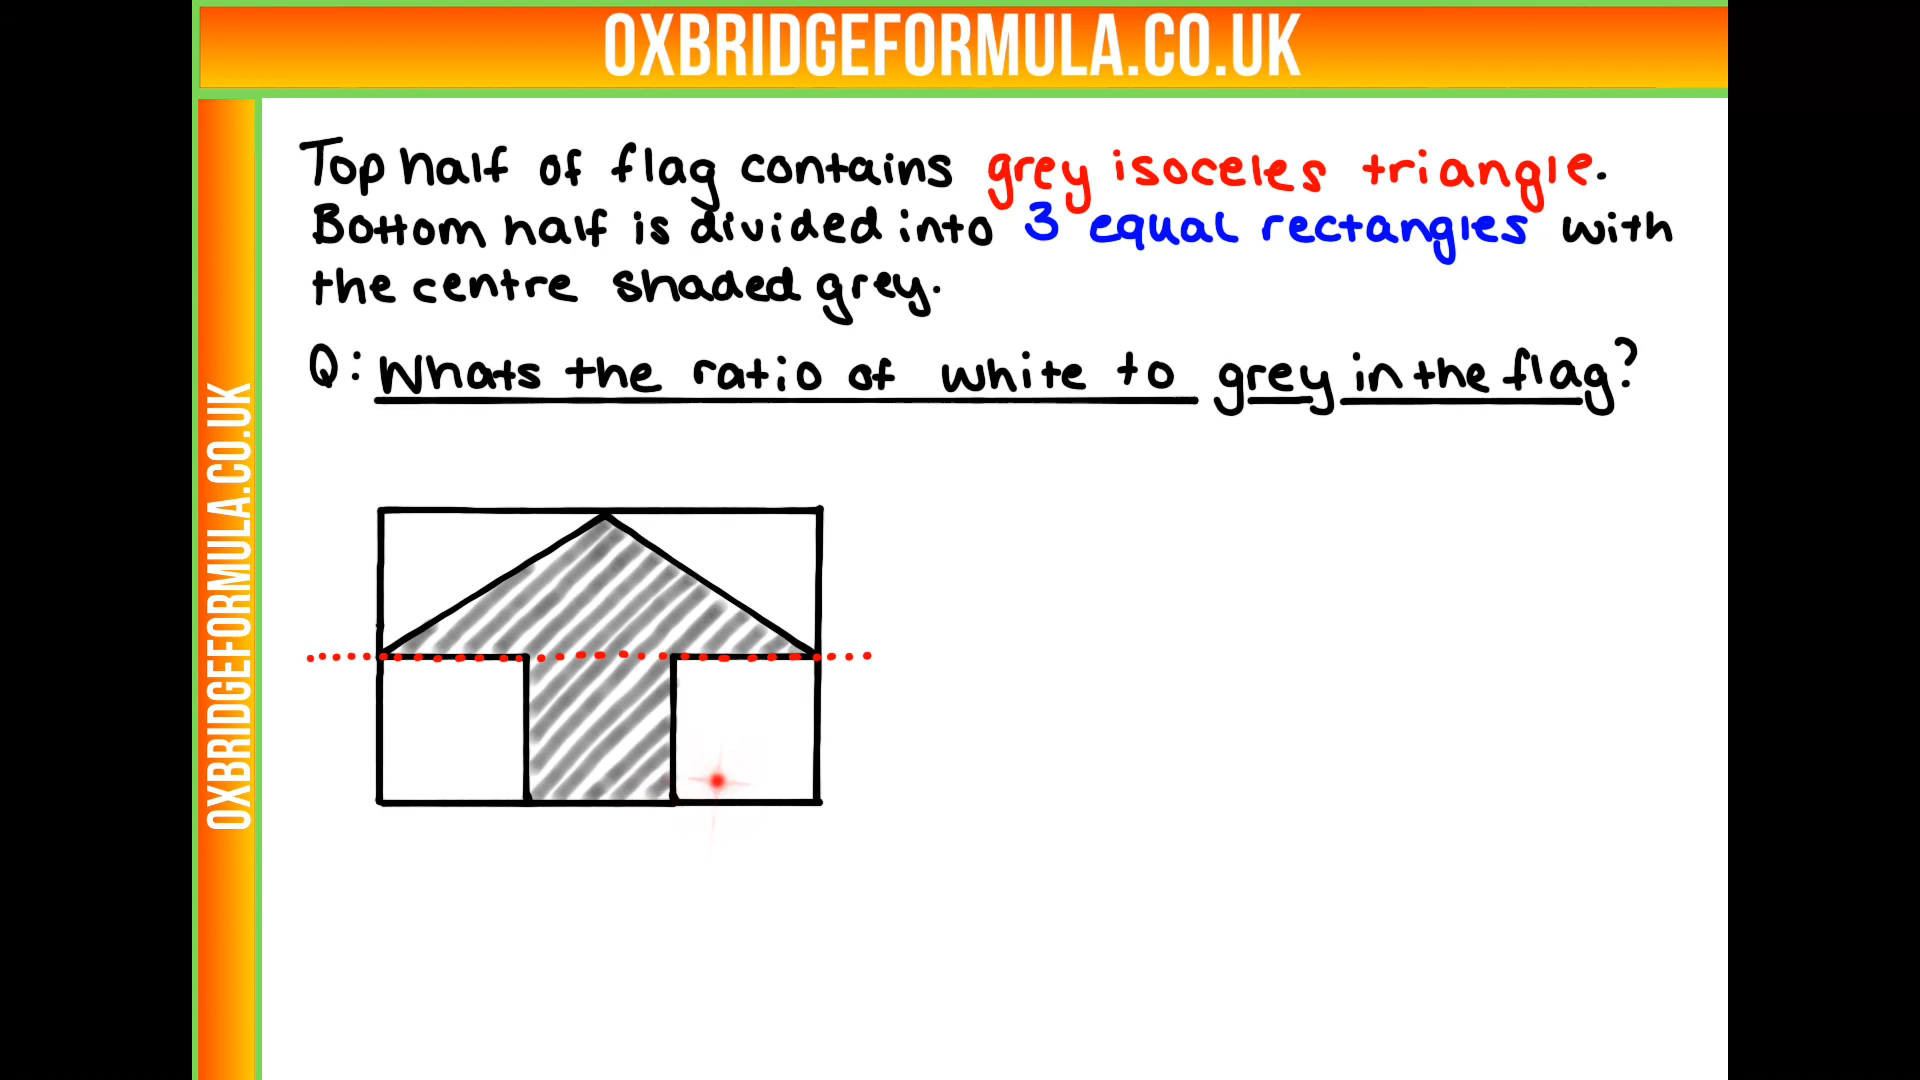 OXBRIDGEFORMULA.CO.UK
OXBRIDGEFORMULA.CO.UK
Top half of flag contains grey isoceles triangle.
Bottom half is divided into 3 equal rectangles with
the centre shaded grey.
Q: Whats the ratio of white to grey in the flag?